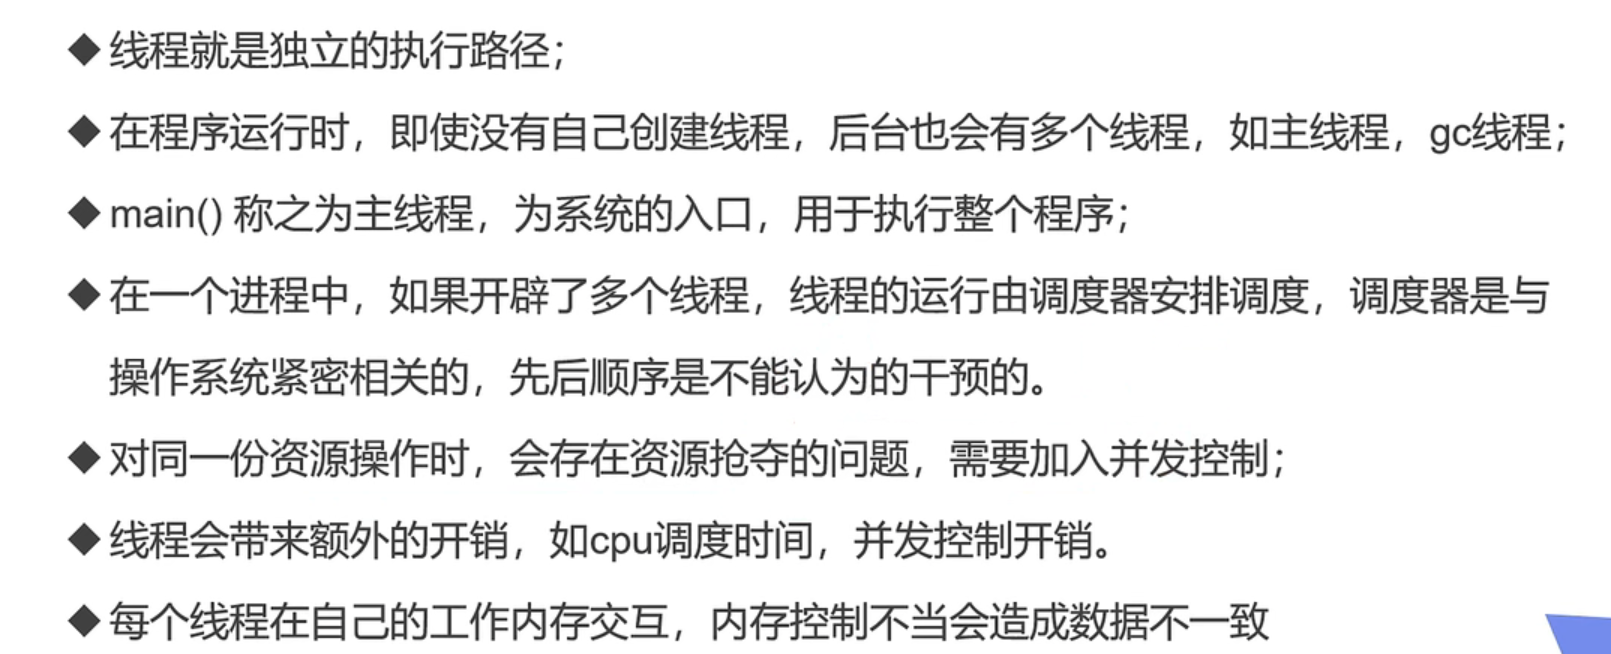 ◆线程就是独立的执行路径；
◆在程序运行时，即使没有自己创建线程，后台也会有多个线程，如主线程，gc线程；
◆main() 称之为主线程，为系统的入口，用于执行整个程序；
◆在一个进程中，如果开辟了多个线程，线程的运行由调度器安排调度，调度器是与
操作系统紧密相关的，先后顺序是不能认为的干预的。
◆对同一份资源操作时，会存在资源抢夺的问题，需要加入并发控制；
◆线程会带来额外的开销，如cpu调度时间，并发控制开销。
◆每个线程在自己的工作内存交互，内存控制不当会造成数据不一致